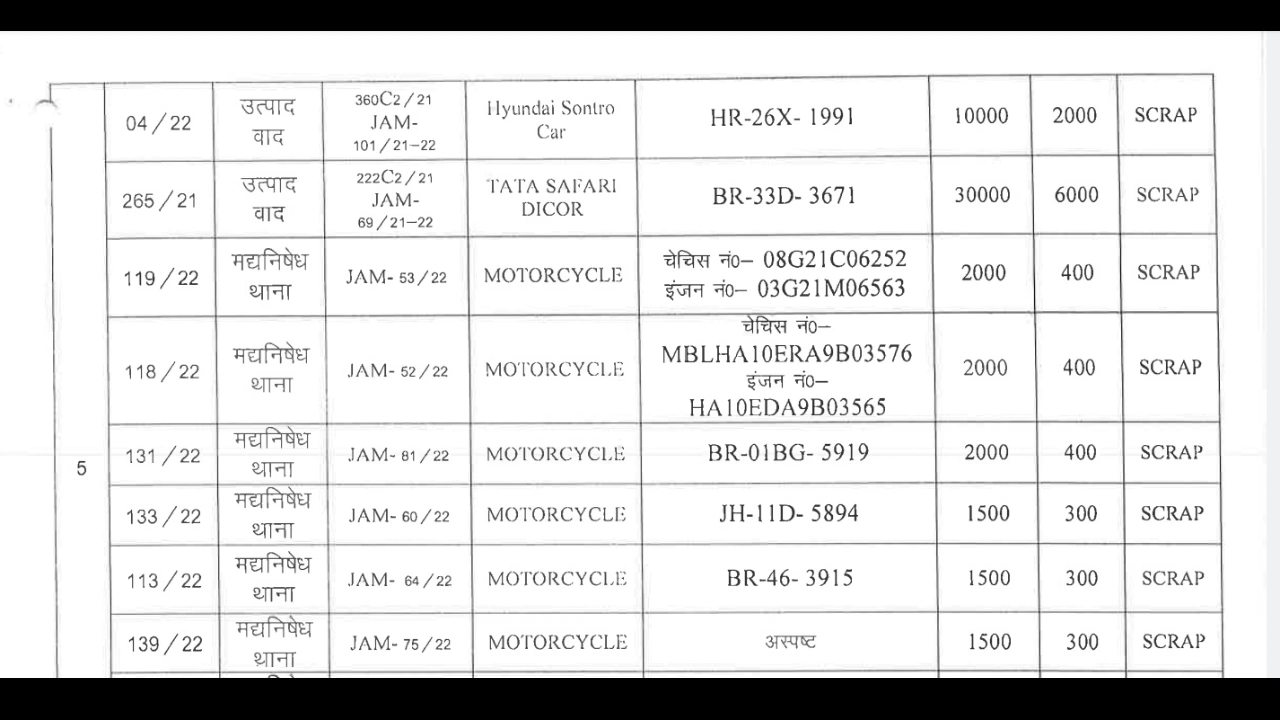 04/22 उत्पाद वाद 360C2/21 JAM-101/21-22 Hyundai Sontro Car HR-26X- 1991 10000 2000 SCRAP
265/21 उत्पाद वाद 222C2/21 JAM-69/21-22 TATA SAFARI DICOR BR-33D- 3671 30000 6000 SCRAP
119/22 मद्यनिषेध थाना JAM- 53/22 MOTORCYCLE चेचिस नं0– 08G21C06252 इंजन नं0– 03G21M06563 2000 400 SCRAP
118/22 मद्यनिषेध थाना JAM- 52/22 MOTORCYCLE चेचिस नं0– MBLHA10ERA9B03576 इंजन नं0– HA10EDA9B03565 2000 400 SCRAP
5 131/22 मद्यनिषेध थाना JAM- 81/22 MOTORCYCLE BR-01BG- 5919 2000 400 SCRAP
133/22 मद्यनिषेध थाना JAM- 60/22 MOTORCYCLE JH-11D- 5894 1500 300 SCRAP
113/22 मद्यनिषेध थाना JAM- 64/22 MOTORCYCLE BR-46- 3915 1500 300 SCRAP
139/22 मद्यनिषेध थाना JAM- 75/22 MOTORCYCLE अस्पष्ट 1500 300 SCRAP